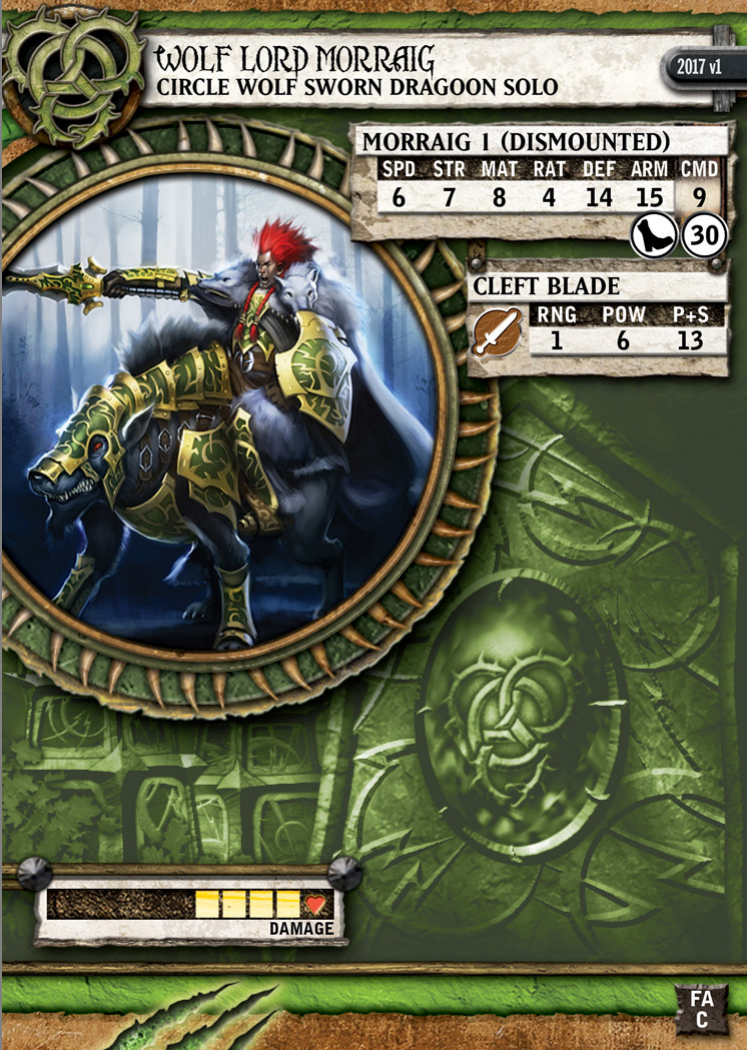 WOLF LORD MORRAIG
CIRCLE WOLF SWORN DRAGOON SOLO
2017 v1
MORRAIG 1 (DISMOUNTED)
SPD STR MAT RAT DEF ARM CMD
6 7 8 4 14 15 9
30
CLEFT BLADE
RNG POW P+S
1 6 13
DAMAGE
FA
C